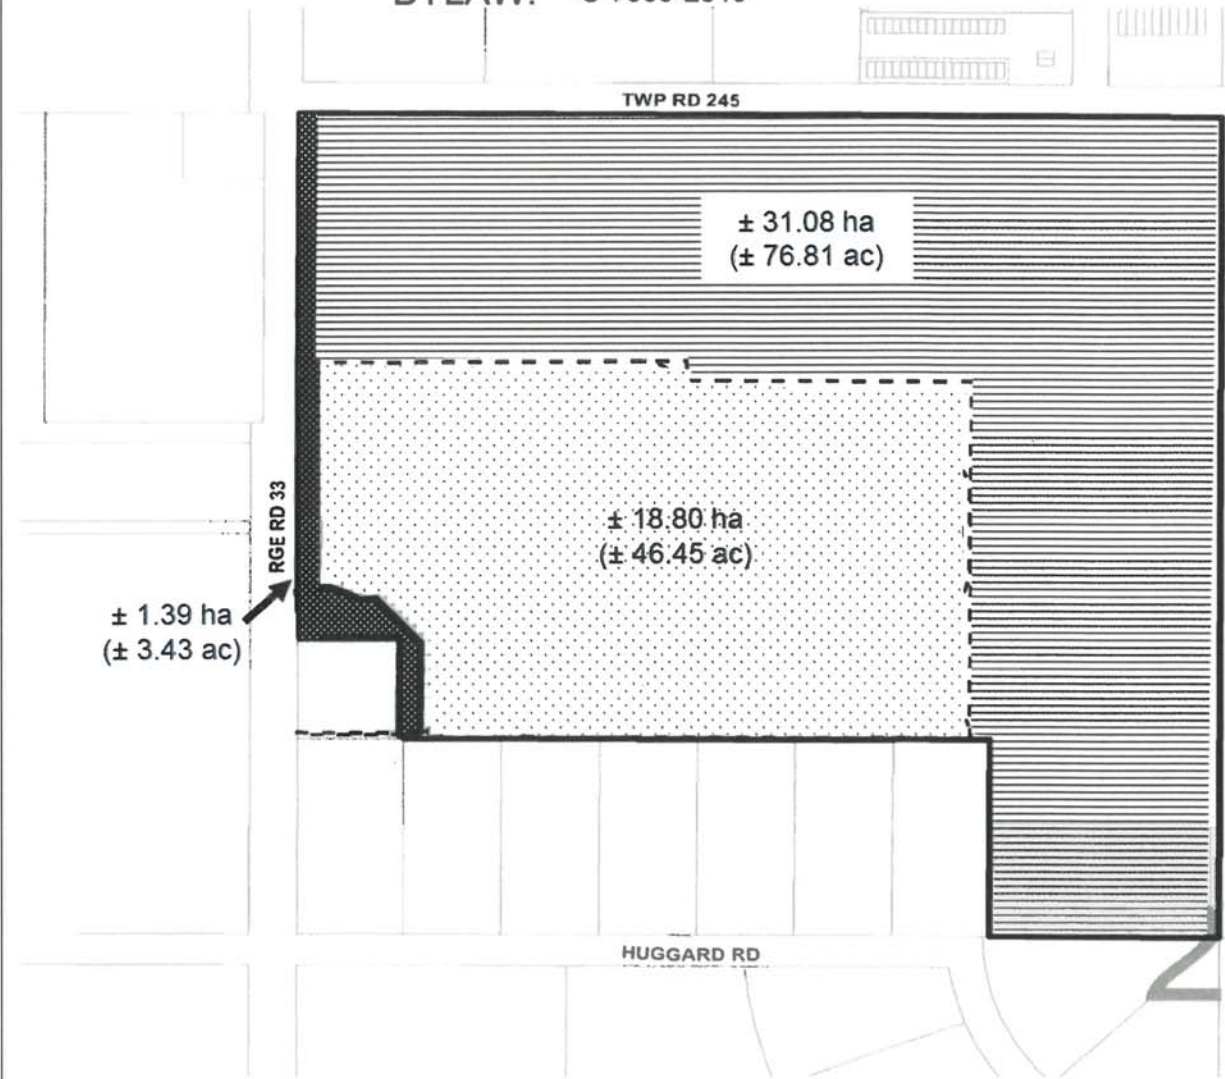 TWP RD 245
± 31.08 ha
(± 76.81 ac)
RGE RD 33
± 18.80 ha
(± 46.45 ac)
± 1.39 ha
(± 3.43 ac)
HUGGARD RD
2